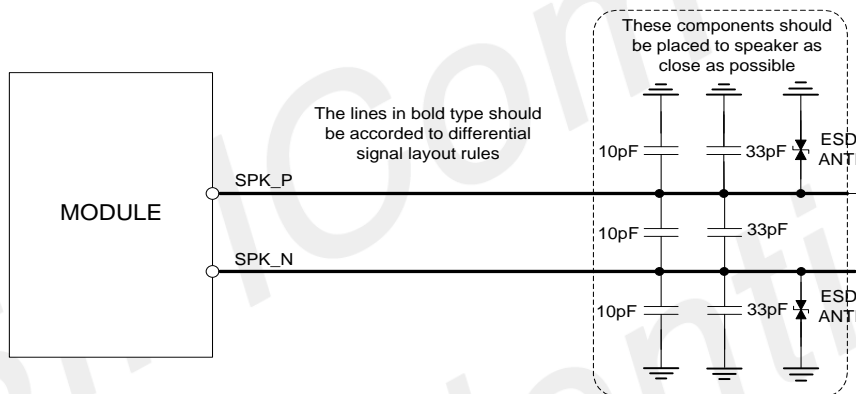 These components should
be placed to speaker as
close as possible
The lines in bold type should
be accorded to differential
signal layout rules
10pF
33pF
ESD
SPK_P
MODULE
10pF
33pF
SPK_N
10pF
33pF
ESD